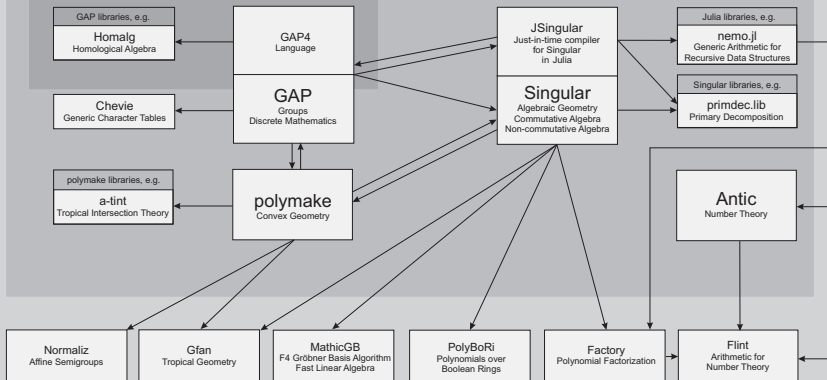 GAP libraries, e.g.
Homalg
Homological Algebra
GAP4
Language
JSingular
Just-in-time compiler
for Singular
in Julia
Julia libraries, e.g.
nemo.jl
Generic Arithmetic for
Recursive Data Structures
Chevie
Generic Character Tables
GAP
Groups
Discrete Mathematics
Singular
Algebraic Geometry
Commutative Algebra
Non-commutative Algebra
Singular libraries, e.g.
primdec.lib
Primary Decomposition
polymake libraries, e.g.
a-tint
Tropical Intersection Theory
polymake
Convex Geometry
Antic
Number Theory
Normaliz
Affine Semigroups
Gfan
Tropical Geometry
MathicGB
F4 Gröbner Basis Algorithm
Fast Linear Algebra
PolyBoRi
Polynomials over
Boolean Rings
Factory
Polynomial Factorization
Flint
Arithmetic for
Number Theory